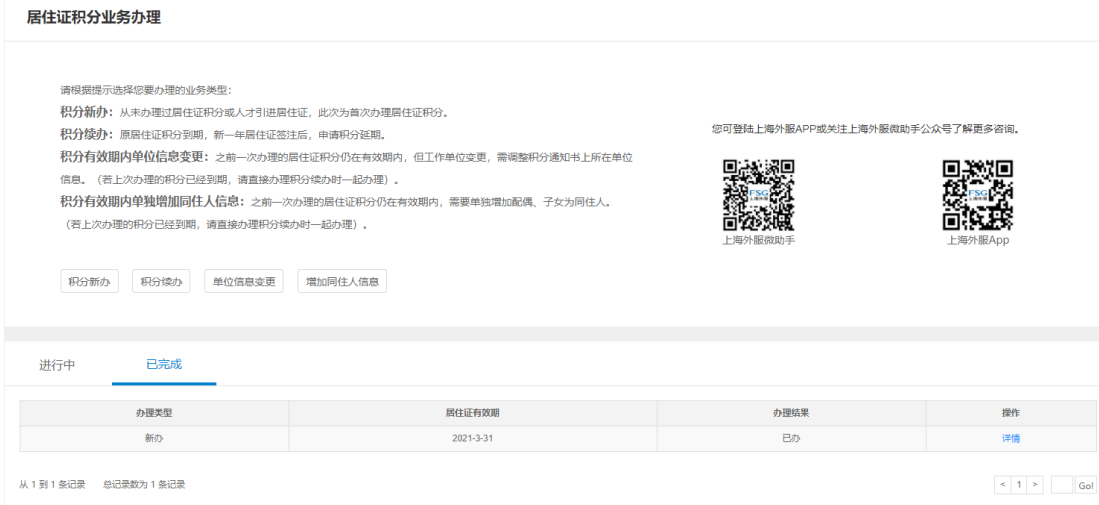 居住证积分业务办理
请根据提示选择您要办理的业务类型：
积分新办：从未办理过居住证积分或人才引进居住证，此次为首次办理居住证积分。
积分续办：原居住证积分到期，新一年居住证签注后，申请积分延期。
积分有效期内单位信息变更：之前一次办理的居住证积分仍在有效期内，但工作单位变更，需调整积分通知书上所在单位
信息。（若上次办理的积分已经到期，请直接办理积分续办时一起办理）。
积分有效期内单独增加同住人信息：之前一次办理的居住证积分仍在有效期内，需要单独增加配偶、子女为同住人。
（若上次办理的积分已经到期，请直接办理积分续办时一起办理）。
您可登陆上海外服APP或关注上海外服微助手公众号了解更多咨询。
FSG 上海外服
FSG 上海外服
上海外服微助手
上海外服App
积分新办 积分续办 单位信息变更 增加同住人信息
进行中 已完成
办理类型 居住证有效期 办理结果 操作
新办 2021-3-31 已办 详情
从 1 到 1 条记录 总记录数为 1 条记录 < 1 > Go!